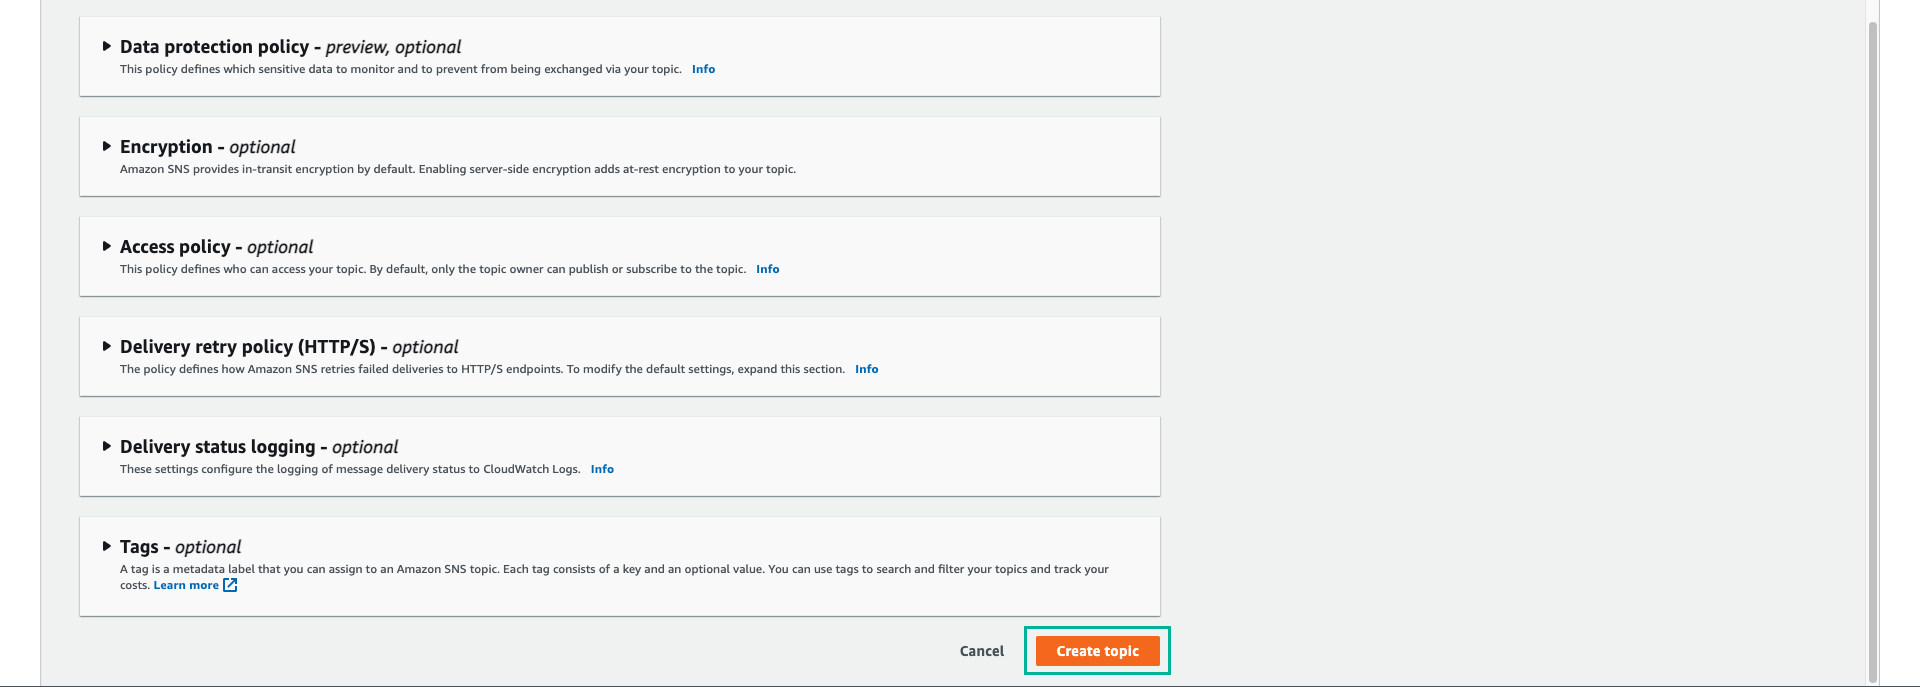 Data protection policy - preview, optional
This policy defines which sensitive data to monitor and to prevent from being exchanged via your topic. Info
Encryption - optional
Amazon SNS provides in-transit encryption by default. Enabling server-side encryption adds at-rest encryption to your topic.
Access policy - optional
This policy defines who can access your topic. By default, only the topic owner can publish or subscribe to the topic. Info
Delivery retry policy (HTTP/S) - optional
The policy defines how Amazon SNS retries failed deliveries to HTTP/S endpoints. To modify the default settings, expand this section. Info
Delivery status logging - optional
These settings configure the logging of message delivery status to CloudWatch Logs. Info
Tags - optional
A tag is a metadata label that you can assign to an Amazon SNS topic. Each tag consists of a key and an optional value. You can use tags to search and filter your topics and track your
costs. Learn more
Cancel Create topic